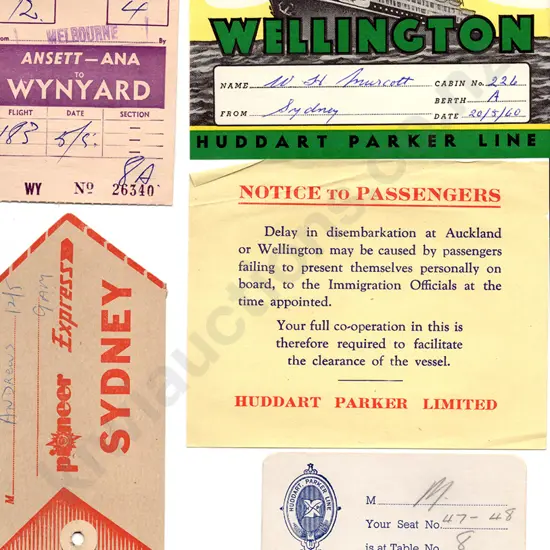 12. 4
From MELBOURNE By
ANSETT—ANA
TO
WYNYARD
FLIGHT DATE SECTION
183 5/5.
8A
WY Nº 26340
WELLINGTON
NAME W H Murcott CABIN No. 226
BERTH A
FROM Sydney DATE 20/5/60
HUDDART PARKER LINE
NOTICE TO PASSENGERS
Delay in disembarkation at Auckland
or Wellington may be caused by passengers
failing to present themselves personally on
board, to the Immigration Officials at
the time appointed.
Your full co-operation in this is
therefore required to facilitate
the clearance of the vessel.
HUDDART PARKER LIMITED
M ANDREWS 12/5
9AM
pioneer Express
SYDNEY
HUDDART PARKER LINE
M M.
Your Seat No. 47-48
is at Table No. 8